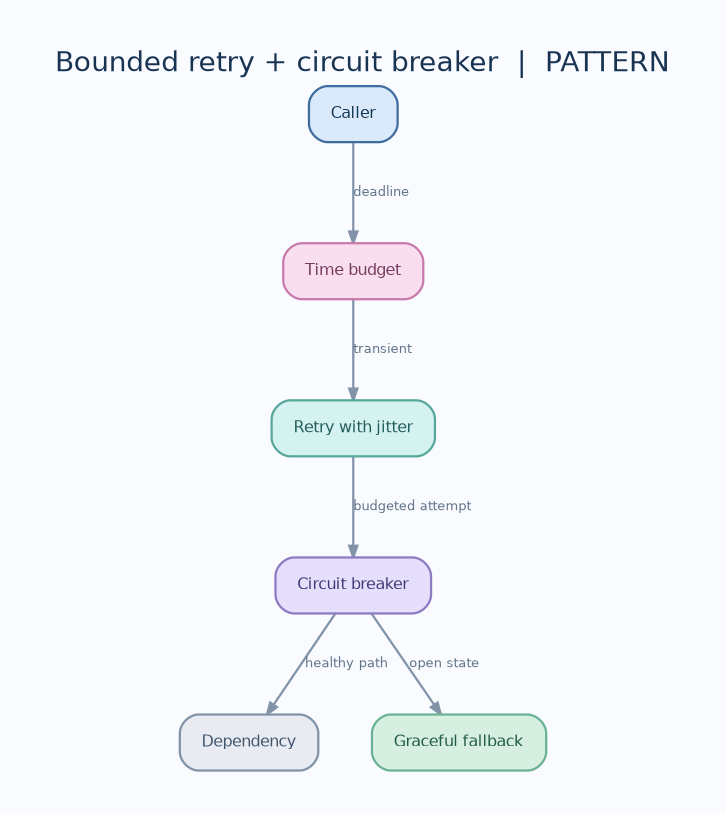 Bounded retry + circuit breaker | PATTERN
Caller
deadline
Time budget
transient
Retry with jitter
budgeted attempt
Circuit breaker
healthy path
open state
Dependency
Graceful fallback